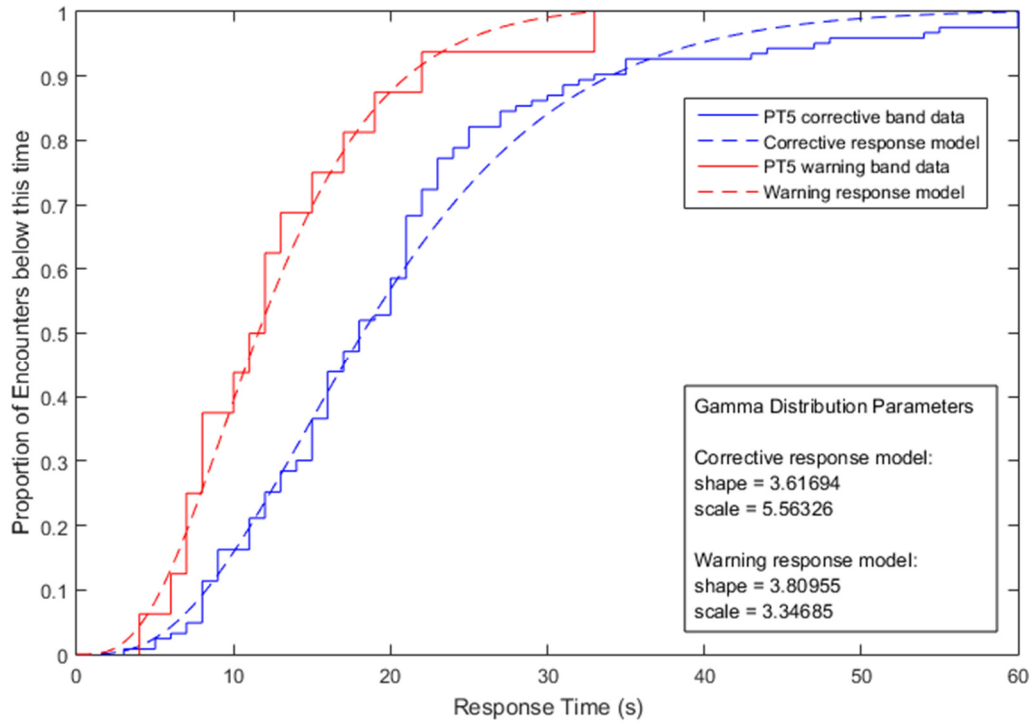 Proportion of Encounters below this time
1
0.9
0.8
0.7
0.6
0.5
0.4
0.3
0.2
0.1
0
0
10
20
30
40
50
60
Response Time (s)
PT5 corrective band data
Corrective response model
PT5 warning band data
Warning response model
Gamma Distribution Parameters
Corrective response model:
shape = 3.61694
scale = 5.56326
Warning response model:
shape = 3.80955
scale = 3.34685